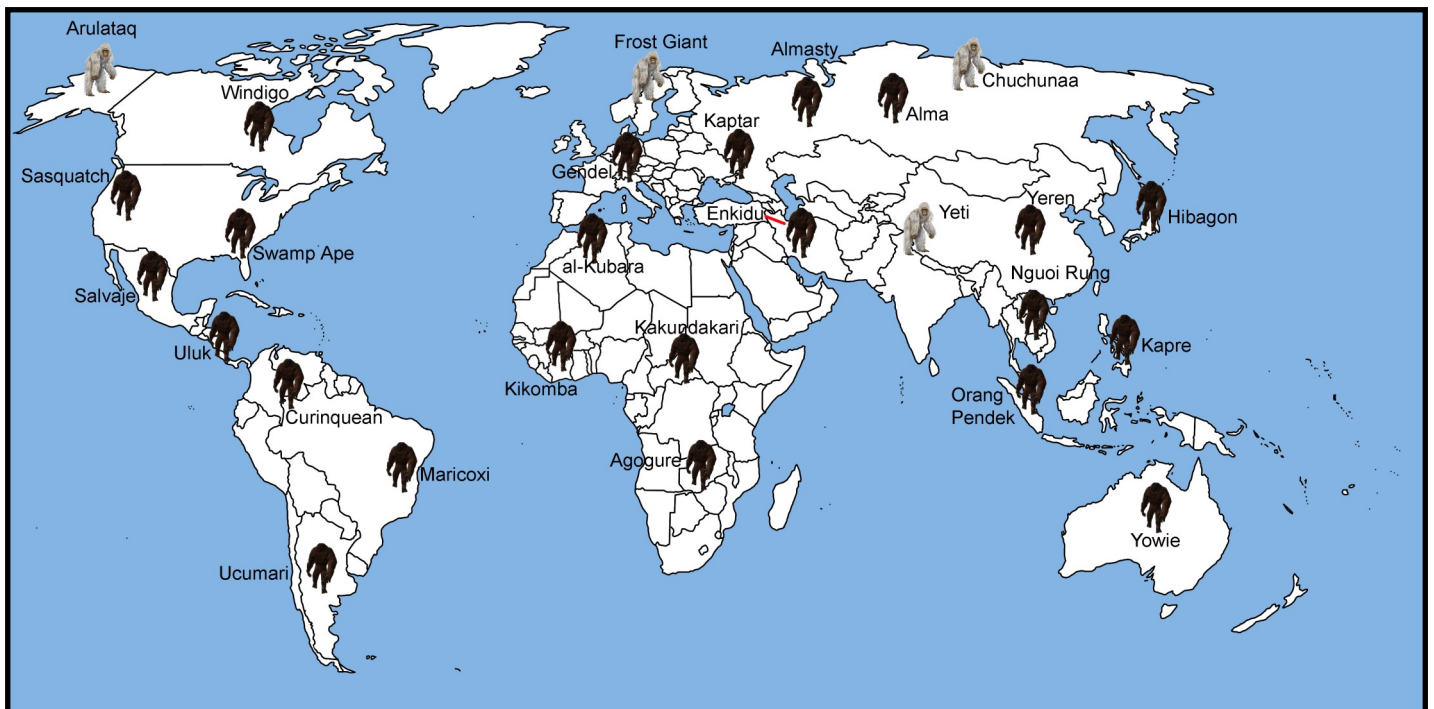 Arulataq
Frost Giant
Almasty
Chuchunaa
Windigo
Alma
Kaptar
Sasquatch
Gendel
Enkidu
Yeti
Yeren
Hibagon
Swamp Ape
al-Kubara
Nguoi Rung
Salvaje
Uluk
Kakundakari
Kapre
Kikomba
Curinquean
Orang
Pendek
Agogure
Maricoxi
Yowie
Ucumari